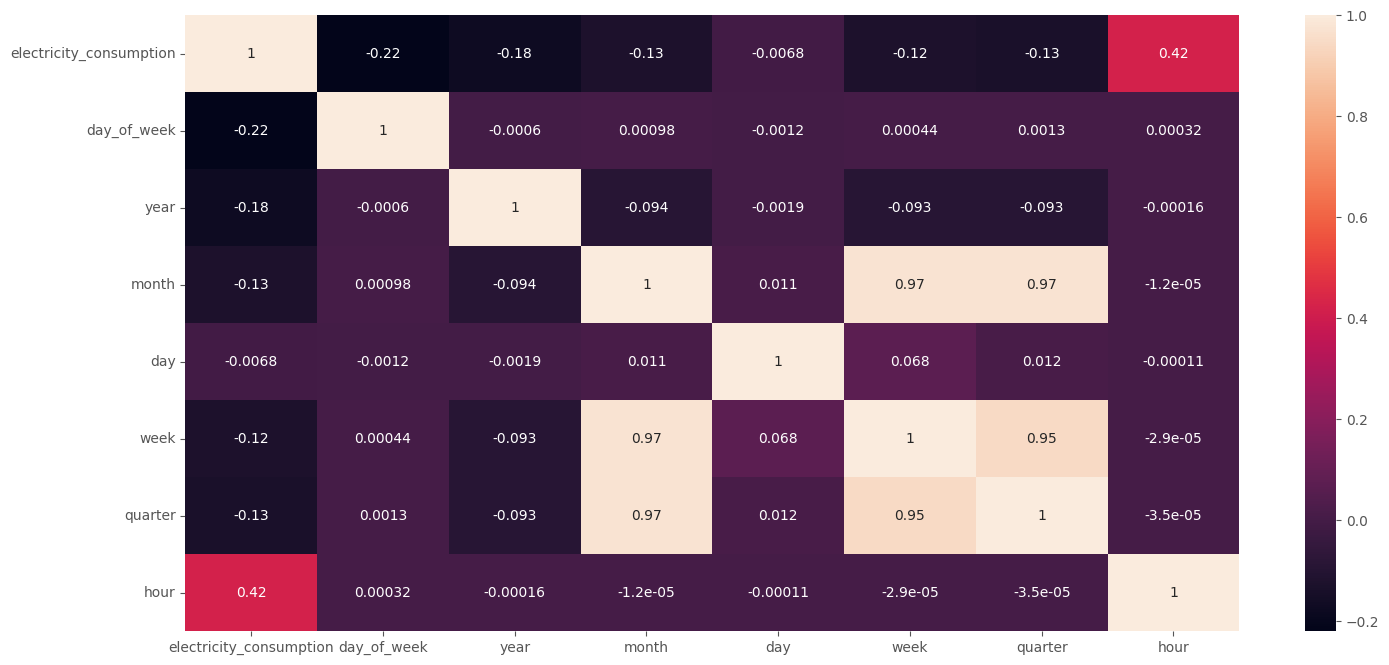 electricity_consumption 1 -0.22 -0.18 -0.13 -0.0068 -0.12 -0.13 0.42
day_of_week -0.22 1 -0.0006 0.00098 -0.0012 0.00044 0.0013 0.00032
year -0.18 -0.0006 1 -0.094 -0.0019 -0.093 -0.093 -0.00016
month -0.13 0.00098 -0.094 1 0.011 0.97 0.97 -1.2e-05
day -0.0068 -0.0012 -0.0019 0.011 1 0.068 0.012 -0.00011
week -0.12 0.00044 -0.093 0.97 0.068 1 0.95 -2.9e-05
quarter -0.13 0.0013 -0.093 0.97 0.012 0.95 1 -3.5e-05
hour 0.42 0.00032 -0.00016 -1.2e-05 -0.00011 -2.9e-05 -3.5e-05 1
electricity_consumption day_of_week year month day week quarter hour
1.0
0.8
0.6
0.4
0.2
0.0
−0.2